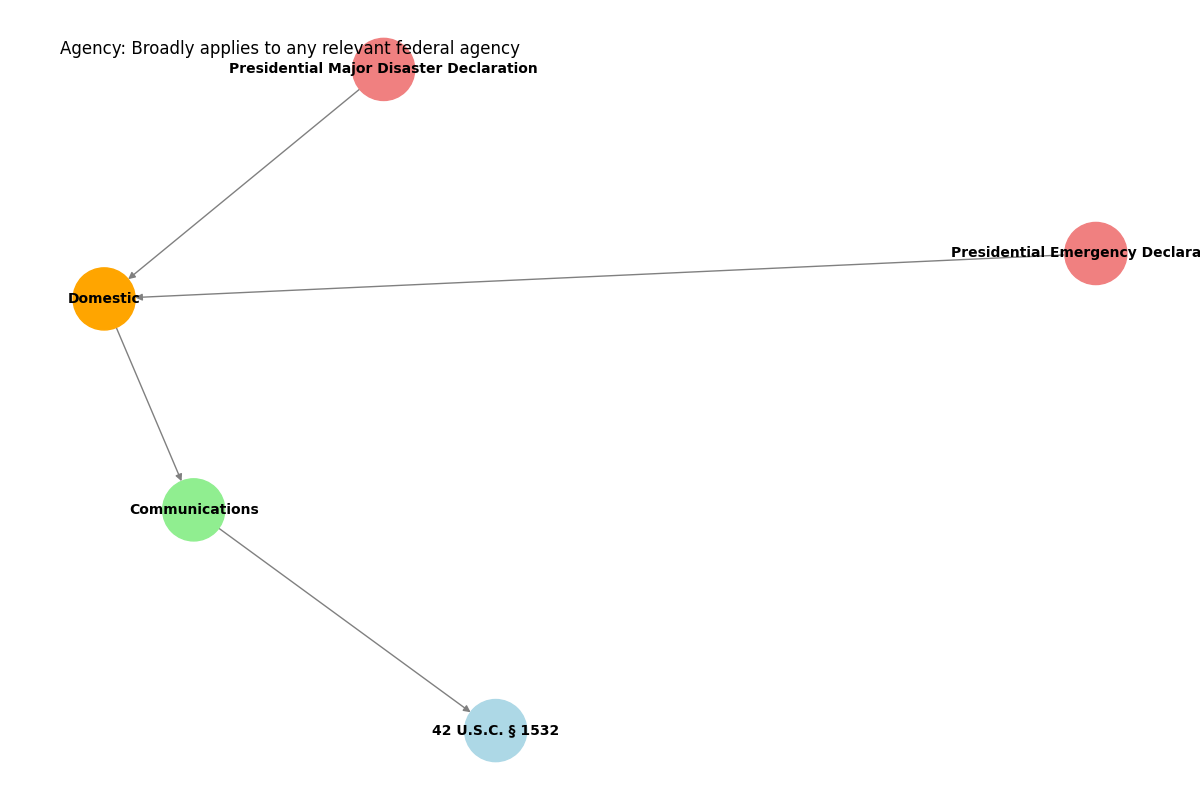 Agency: Broadly applies to any relevant federal agency
Presidential Major Disaster Declaration
Presidential Emergency Declara
Domestic
Communications
42 U.S.C. § 1532